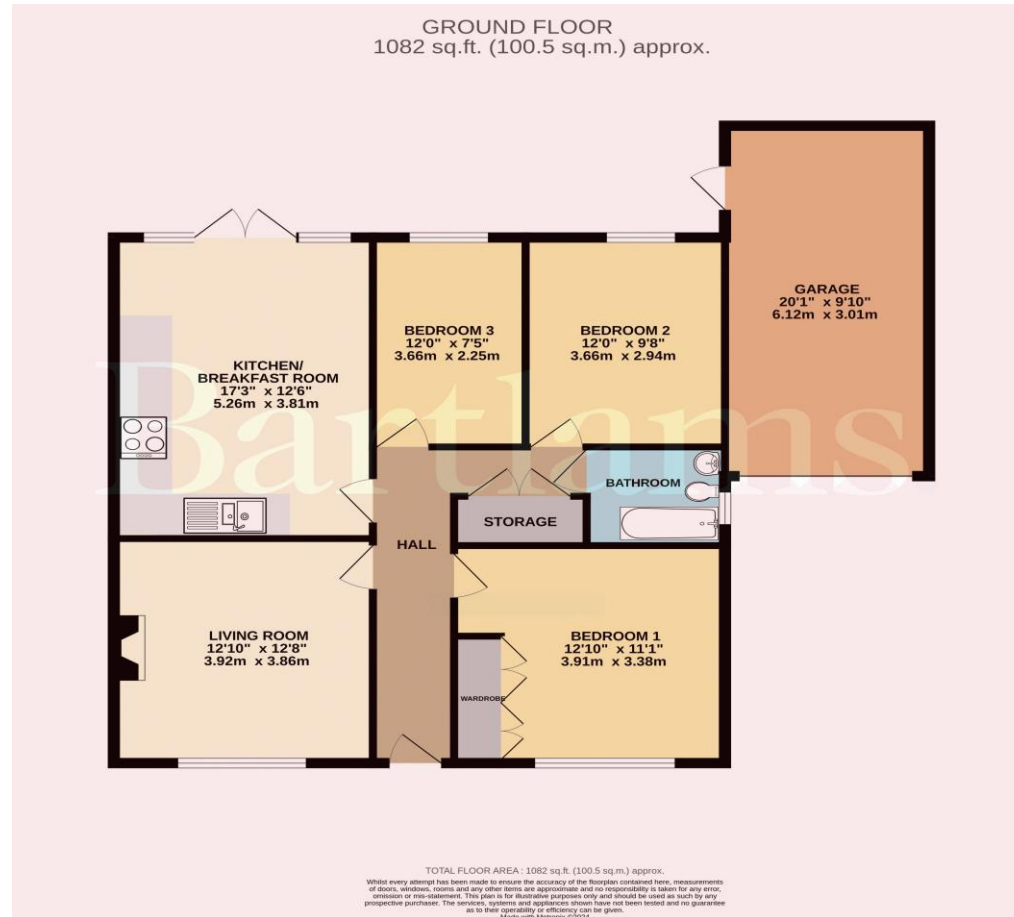 GROUND FLOOR
1082 sq.ft. (100.5 sq.m.) approx.
GARAGE
20'1" x 9'10"
6.12m x 3.01m
BEDROOM 3
12'0" x 7'5"
3.66m x 2.25m
BEDROOM 2
12'0" x 9'8"
3.66m x 2.94m
KITCHEN/
BREAKFAST ROOM
17'3" x 12'6"
5.26m x 3.81m
Bartlams
BATHROOM
STORAGE
HALL
LIVING ROOM
12'10" x 12'8"
3.92m x 3.86m
BEDROOM 1
12'10" x 11'1"
3.91m x 3.38m
WARDROBE
TOTAL FLOOR AREA : 1082 sq.ft. (100.5 sq.m.) approx.
Whilst every attempt has been made to ensure the accuracy of the floorplan contained here, measurements
of doors, windows, rooms and any other items are approximate and no responsibility is taken for any error,
omission or mis-statement. This plan is for illustrative purposes only and should be used as such by any
prospective purchaser. The services, systems and appliances shown have not been tested and no guarantee
as to their operability or efficiency can be given.
Made with Metropix ©2024